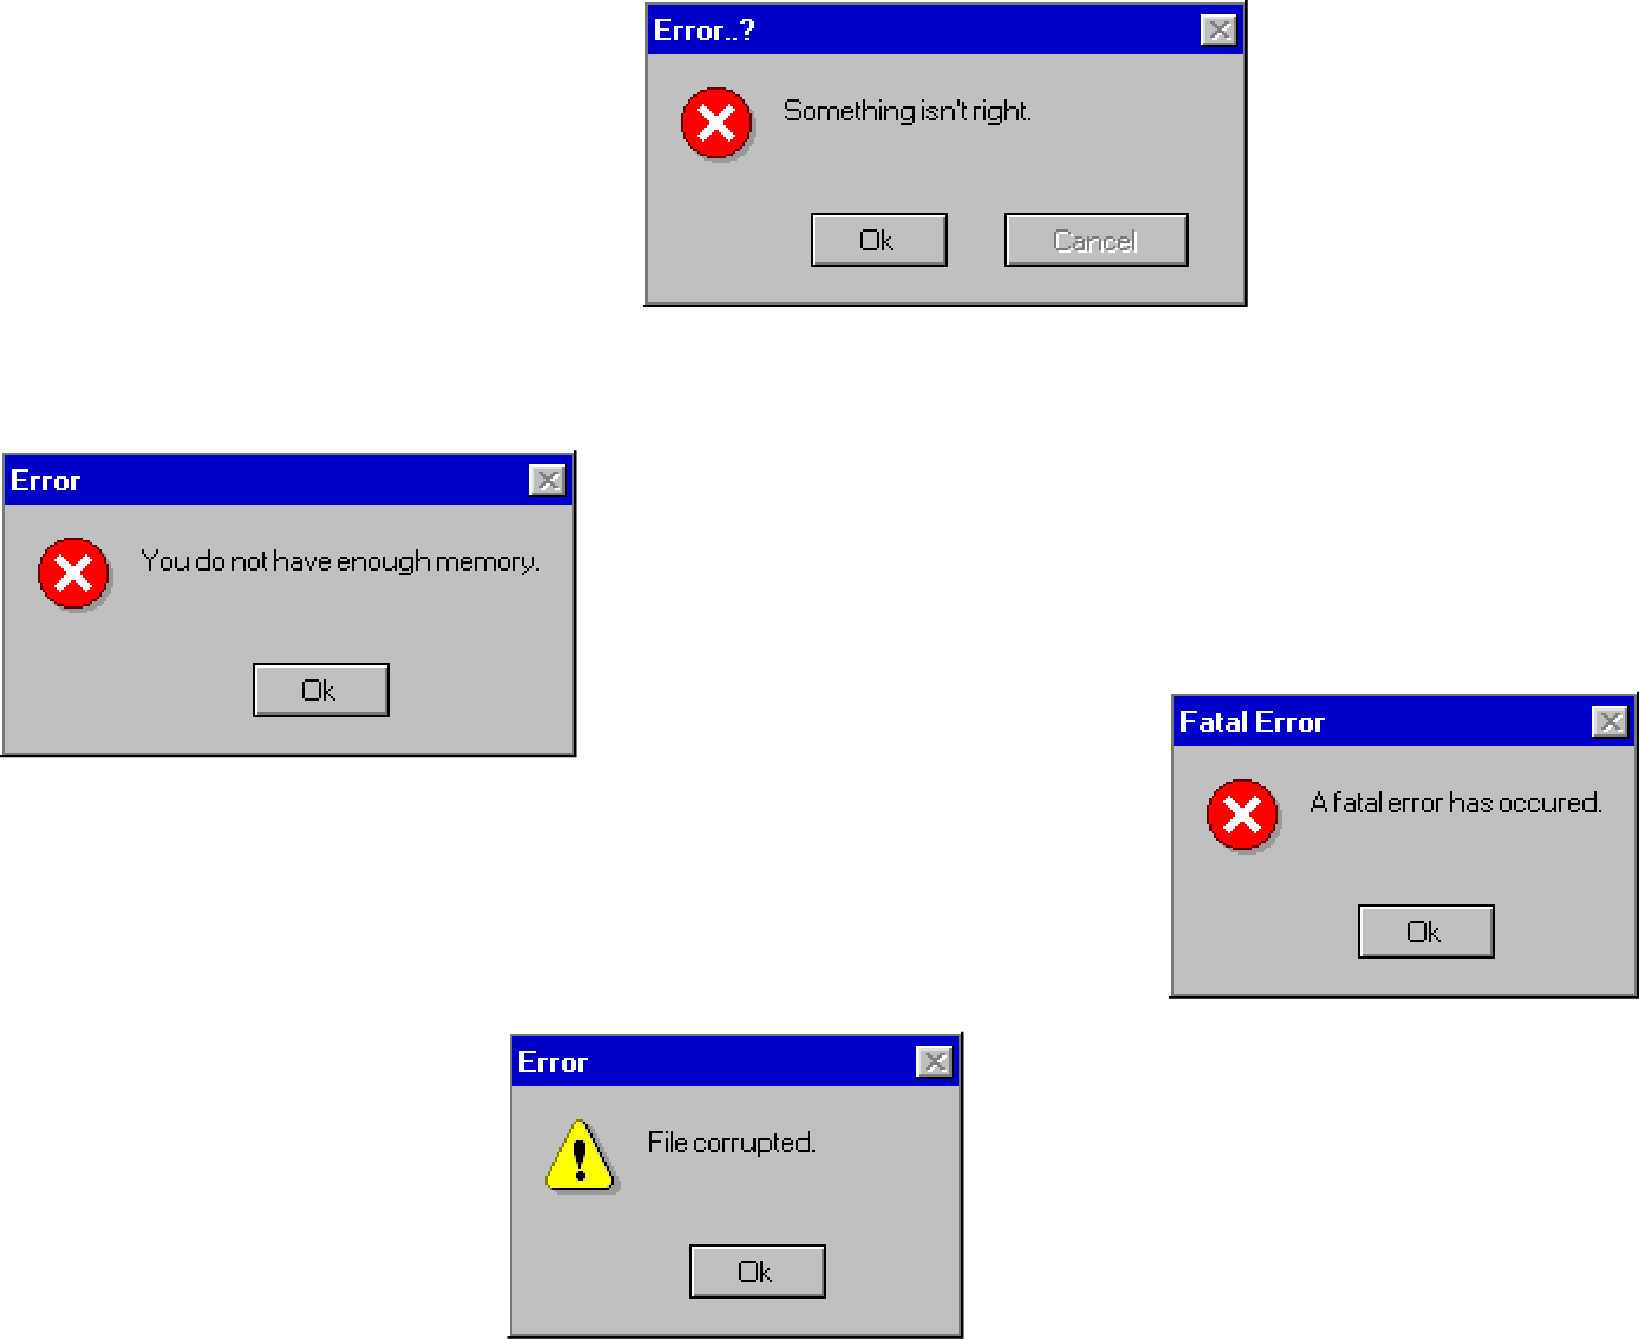 Error..?
Something isn't right.
Ok
Cancel
Error
You do not have enough memory.
Ok
Fatal Error
A fatal error has occured.
Ok
Error
File corrupted.
Ok